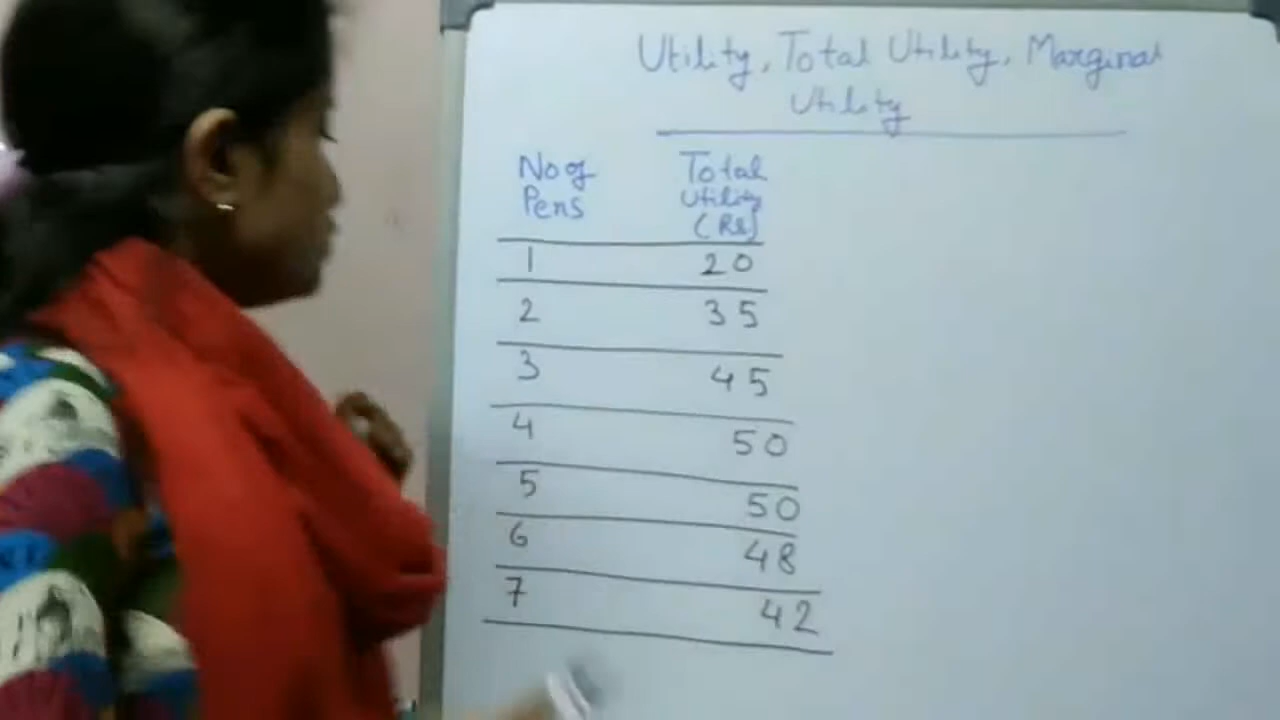 Utility, Total Utility, Marginal
Utility
No of Pens Total Utility (Rs)
1 20
2 35
3 45
4 50
5 50
6 48
7 42